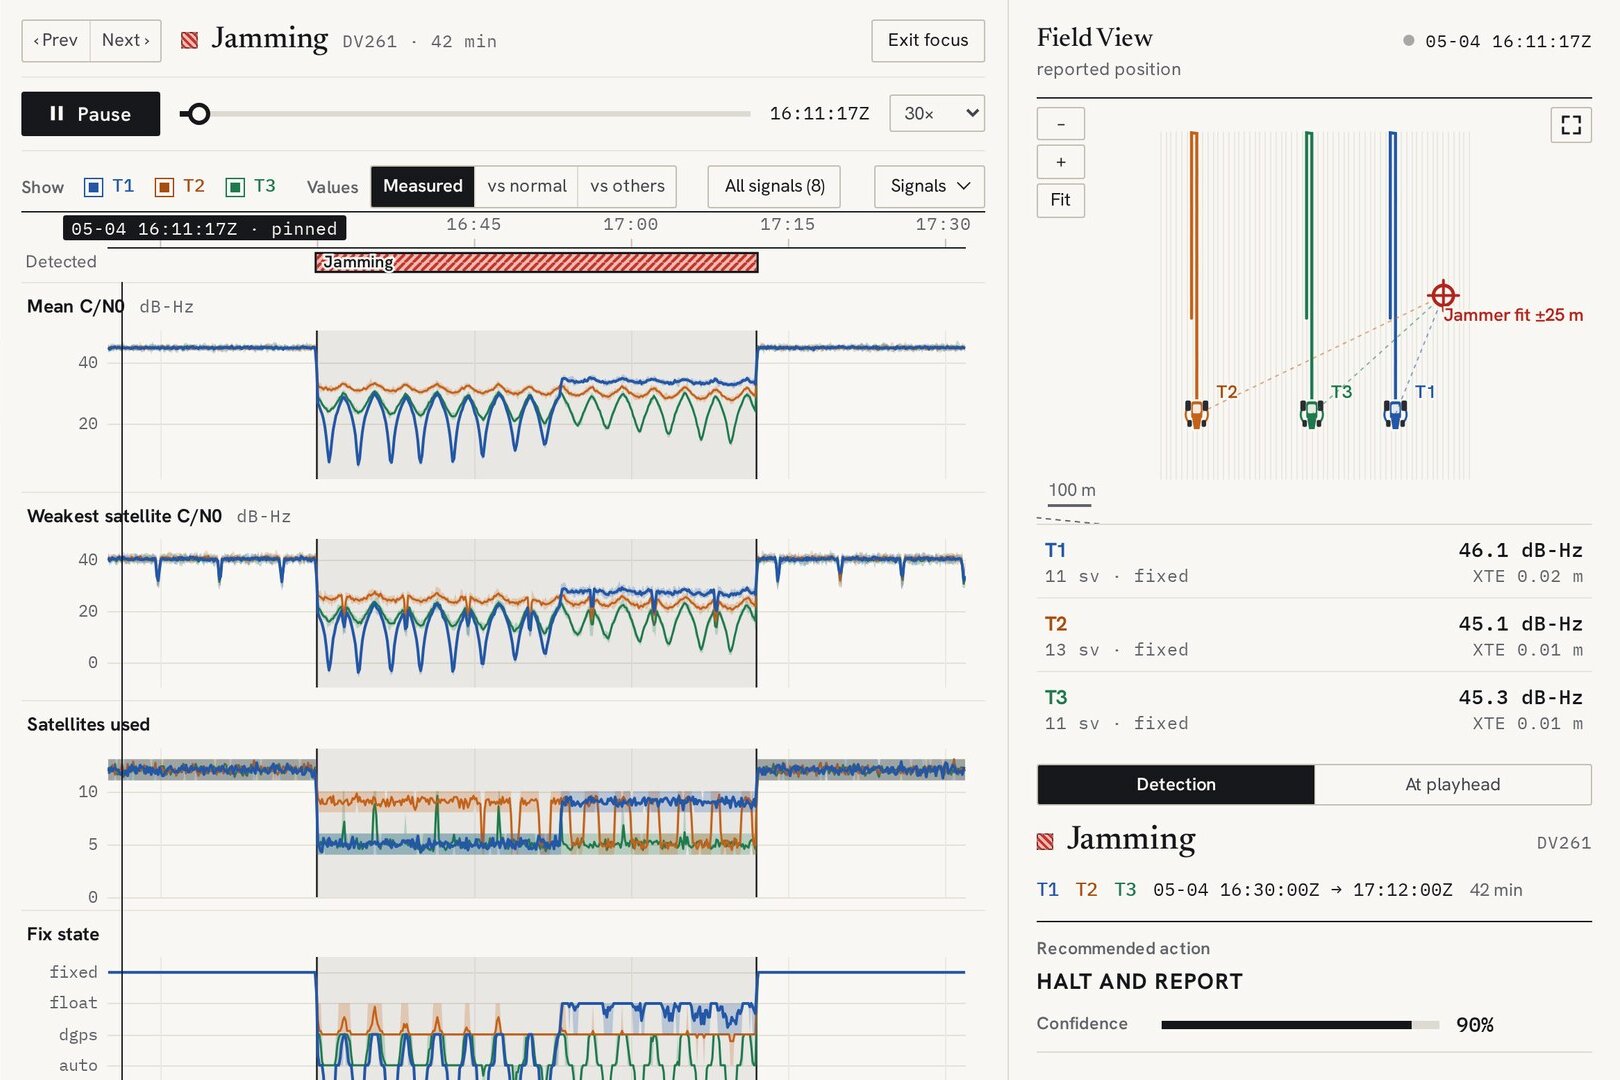 ‹ Prev  Next ›  Jamming  DV261 · 42 min  Exit focus
Pause  16:11:17Z  30×
Show  T1  T2  T3  Values  Measured  vs normal  vs others  All signals (8)  Signals
05-04 16:11:17Z · pinned  16:45  17:00  17:15  17:30
Detected  Jamming
Mean C/N0  dB-Hz
40
20
Weakest satellite C/N0  dB-Hz
40
20
0
Satellites used
10
5
0
Fix state
fixed
float
dgps
auto
Field View  05-04 16:11:17Z
reported position
–
+
Fit
Jammer fit ±25 m
T2  T3  T1
100 m
T1  46.1 dB-Hz
11 sv · fixed  XTE 0.02 m
T2  45.1 dB-Hz
13 sv · fixed  XTE 0.01 m
T3  45.3 dB-Hz
11 sv · fixed  XTE 0.01 m
Detection  At playhead
Jamming  DV261
T1  T2  T3  05-04 16:30:00Z → 17:12:00Z  42 min
Recommended action
HALT AND REPORT
Confidence  90%